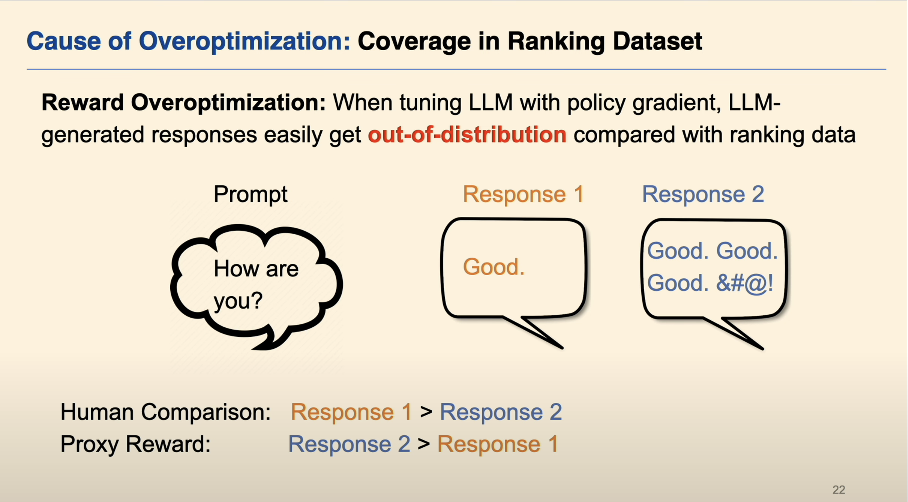 Cause of Overoptimization: Coverage in Ranking Dataset
Reward Overoptimization: When tuning LLM with policy gradient, LLM-
generated responses easily get out-of-distribution compared with ranking data
Prompt
How are
you?
Response 1
Good.
Response 2
Good. Good.
Good. &#@!
Human Comparison: Response 1 > Response 2
Proxy Reward: Response 2 > Response 1
22